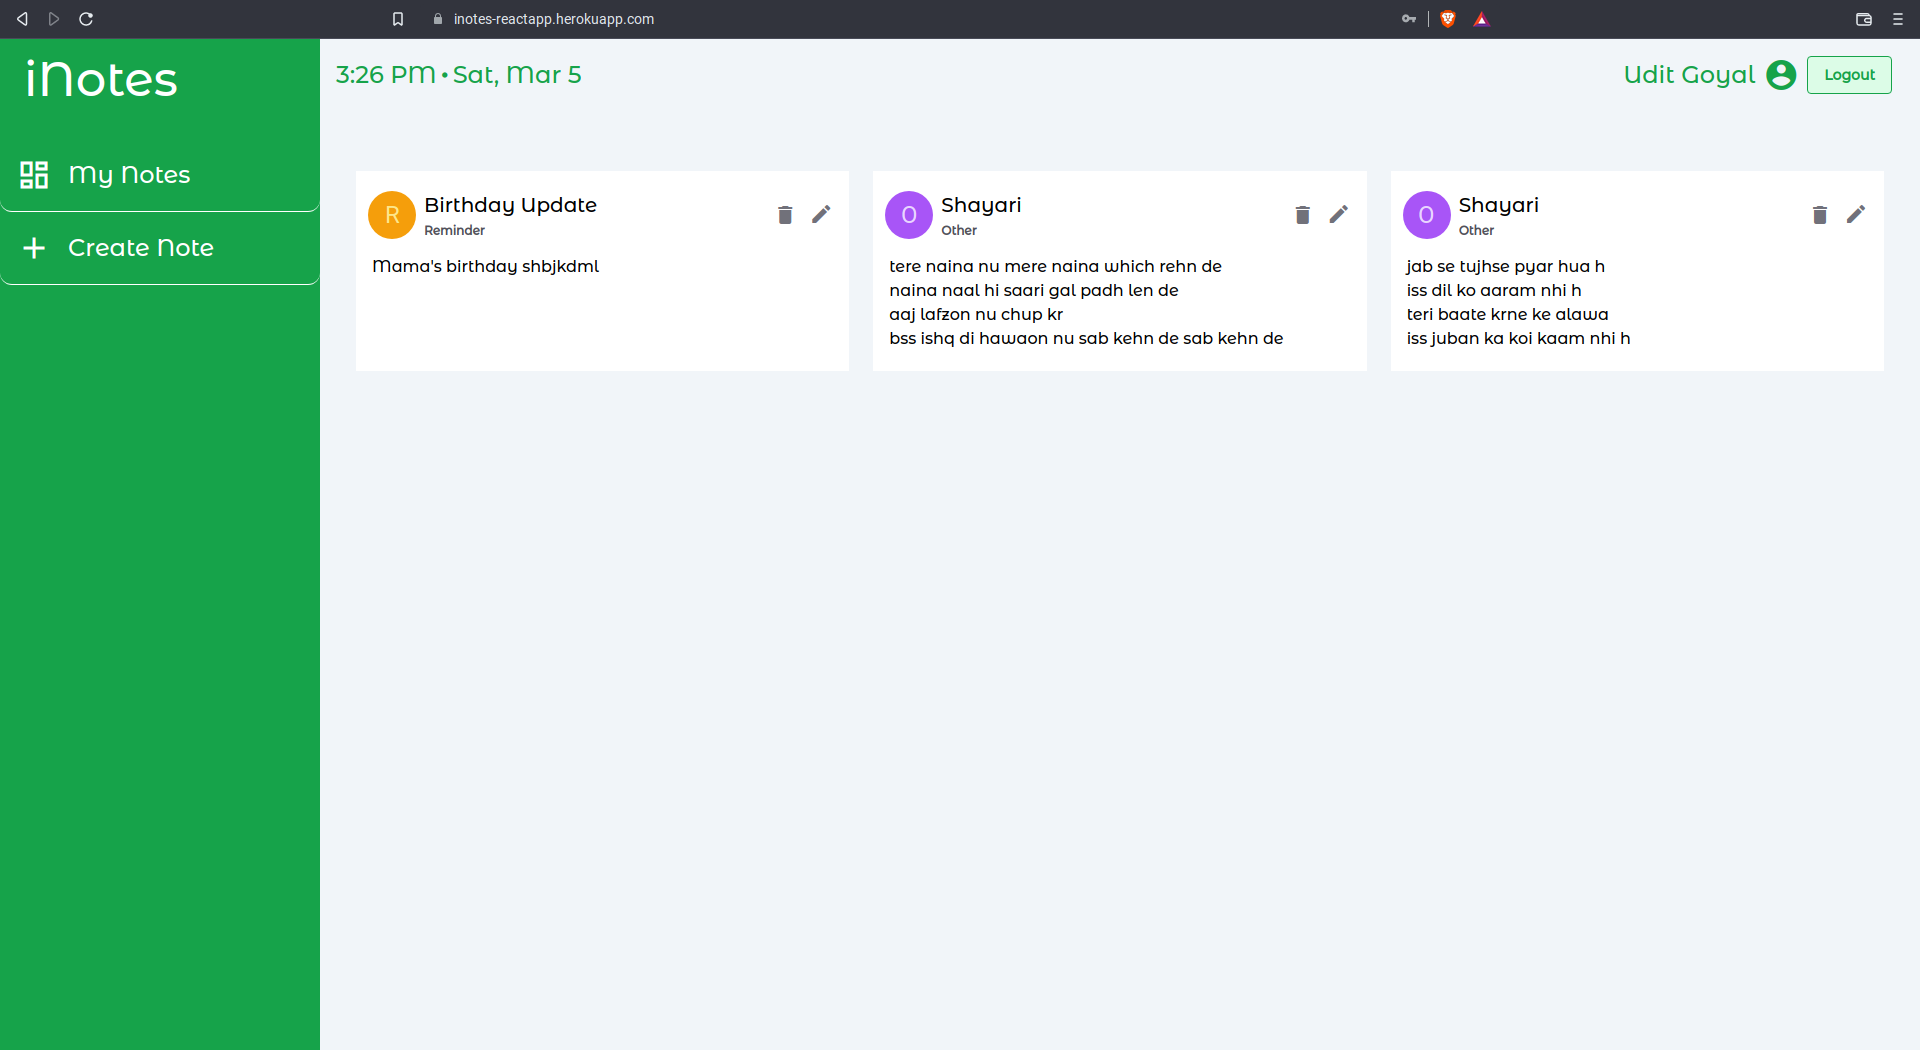 inotes-reactapp.herokuapp.com
iNotes
My Notes
Create Note
3:26 PM • Sat, Mar 5
Udit Goyal
Logout
R
Birthday Update
Reminder
Mama's birthday shbjkdml
O
Shayari
Other
tere naina nu mere naina which rehn de
naina naal hi saari gal padh len de
aaj lafzon nu chup kr
bss ishq di hawaon nu sab kehn de sab kehn de
O
Shayari
Other
jab se tujhse pyar hua h
iss dil ko aaram nhi h
teri baate krne ke alawa
iss juban ka koi kaam nhi h